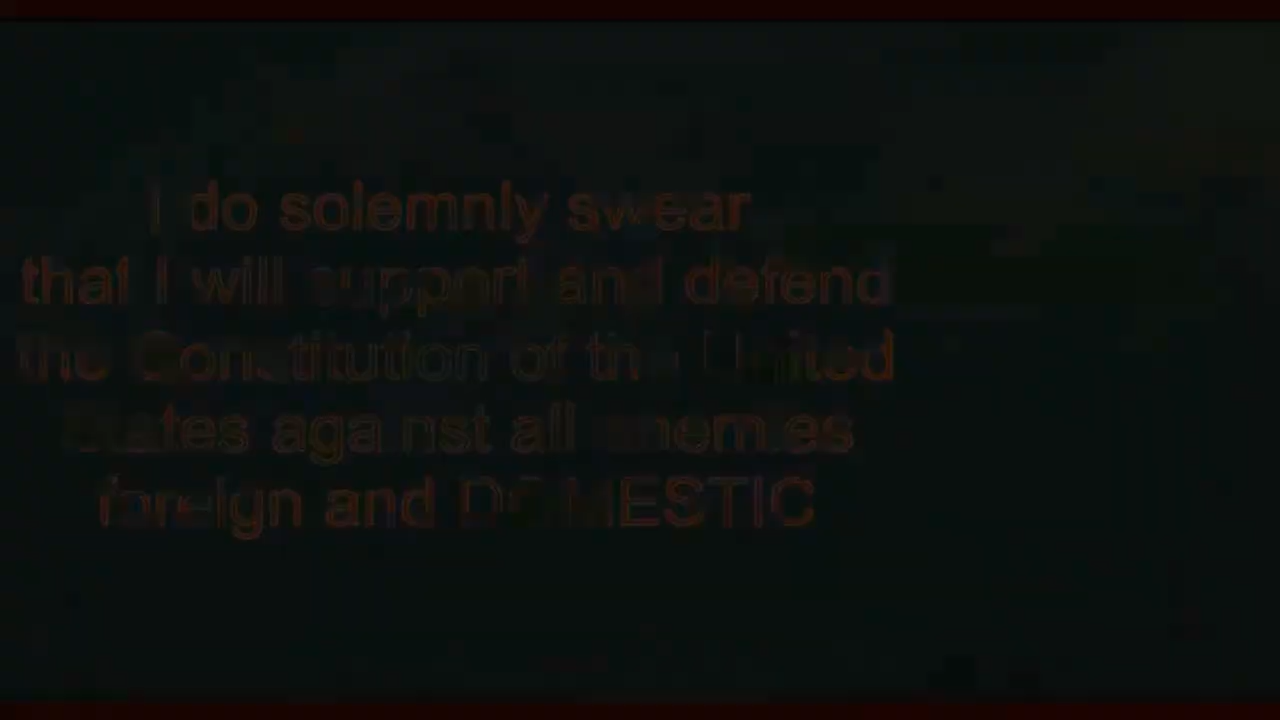 I do solemnly swear
that I will support and defend
the Constitution of the United
States against all enemies
foreign and DOMESTIC